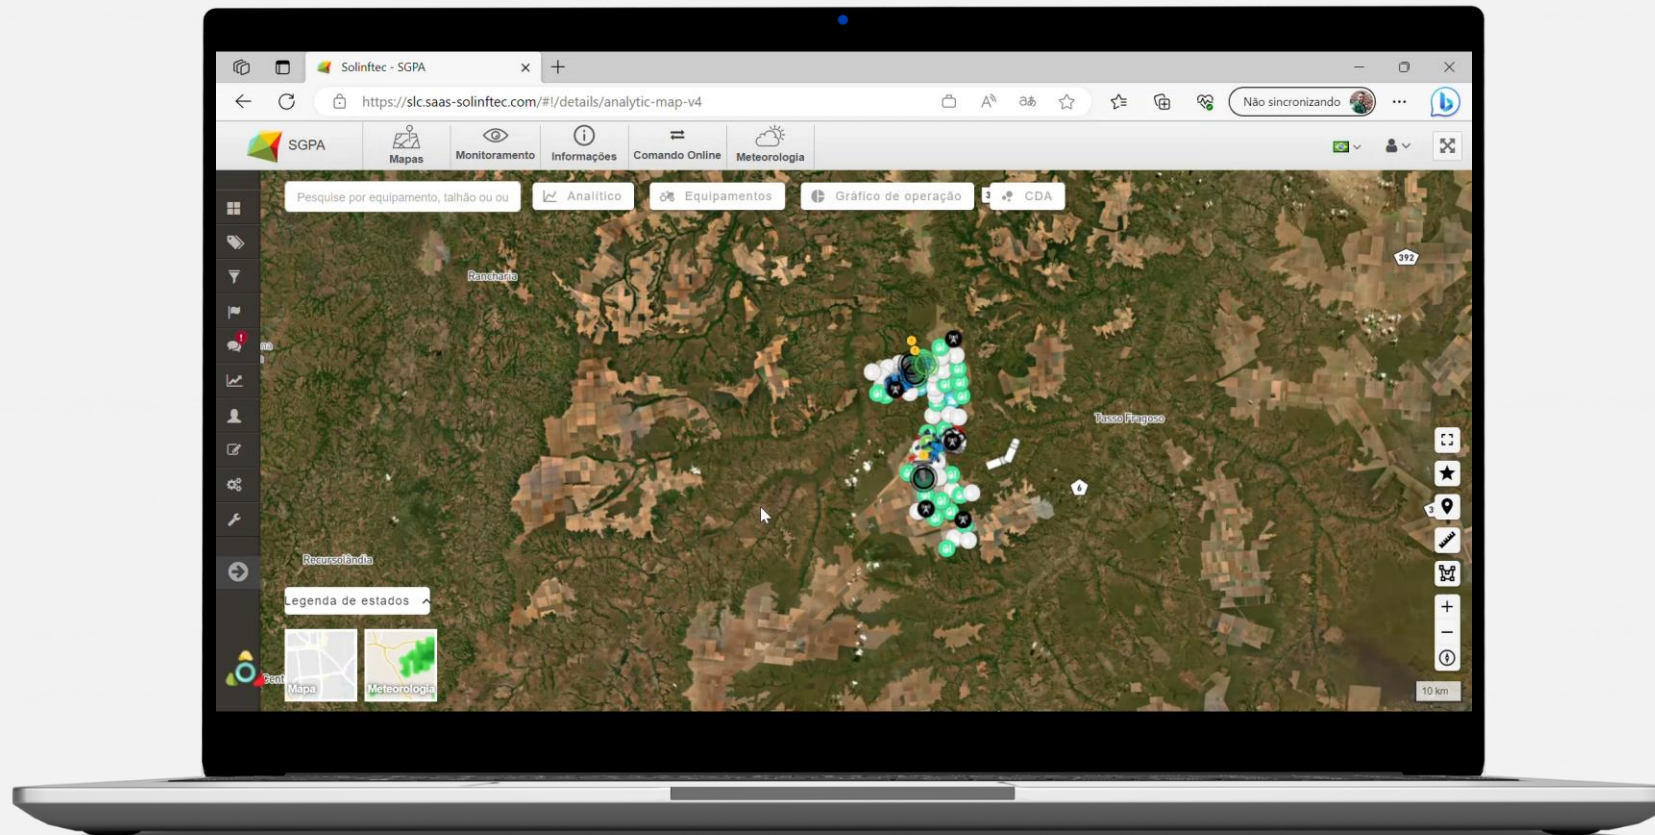 Solinftec - SGPA
https://slc.saas-solinftec.com/#!/details/analytic-map-v4
Não sincronizando
SGPA
Mapas
Monitoramento
Informações
Comando Online
Meteorologia
Pesquise por equipamento, talhão ou ou
Analítico
Equipamentos
Gráfico de operação
CDA
Rancharia
392
Tasso Fragoso
6
Recursolândia
Legenda de estados
Mapa
Meteorologia
10 km